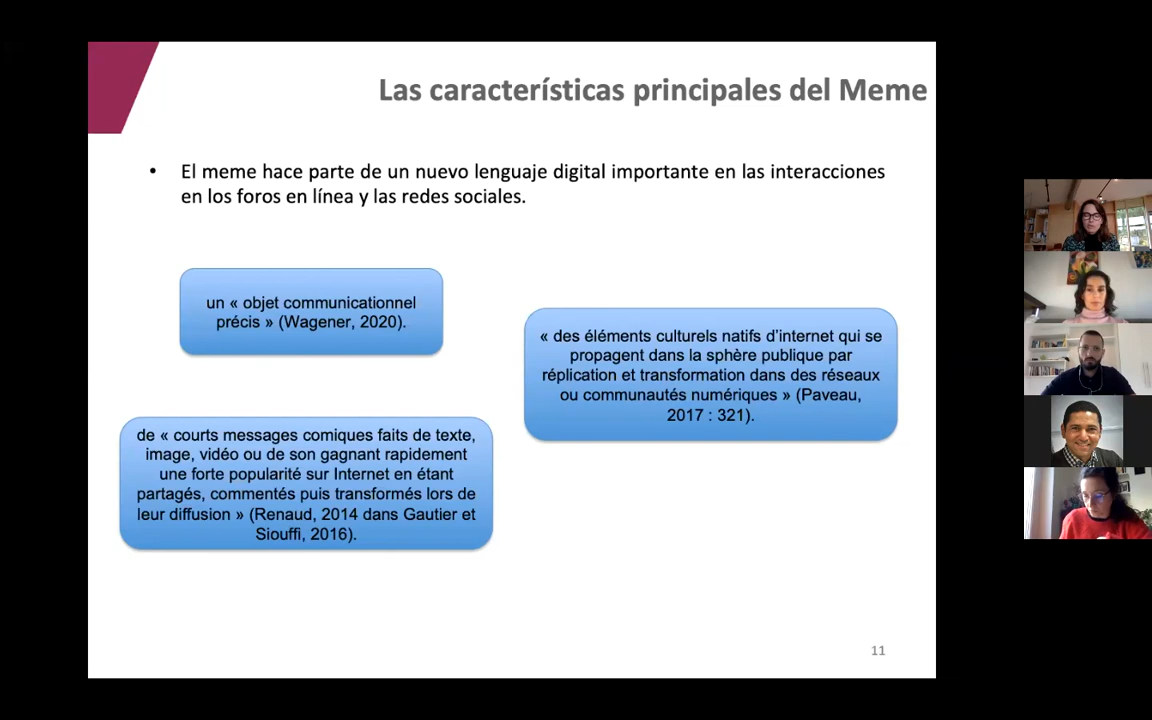 Las características principales del Meme
• El meme hace parte de un nuevo lenguaje digital importante en las interacciones
en los foros en línea y las redes sociales.
un « objet communicationnel
précis » (Wagener, 2020).
« des éléments culturels natifs d’internet qui se
propagent dans la sphère publique par
réplication et transformation dans des réseaux
ou communautés numériques » (Paveau,
2017 : 321).
de « courts messages comiques faits de texte,
image, vidéo ou de son gagnant rapidement
une forte popularité sur Internet en étant
partagés, commentés puis transformés lors de
leur diffusion » (Renaud, 2014 dans Gautier et
Siouffi, 2016).
11